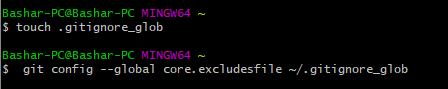 Bashar-PC@Bashar-PC MINGW64 ~
$ touch .gitignore_glob
Bashar-PC@Bashar-PC MINGW64 ~
$  git config --global core.excludesfile ~/.gitignore_glob